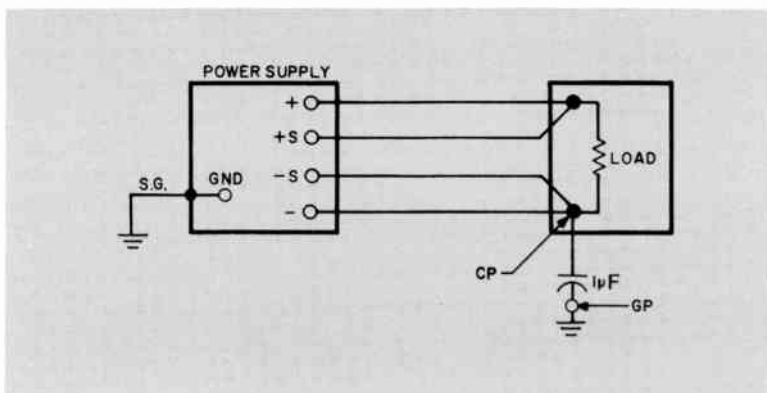 POWER SUPPLY
+
+S
-S
-
S.G.
GND
LOAD
CP
1µF
GP